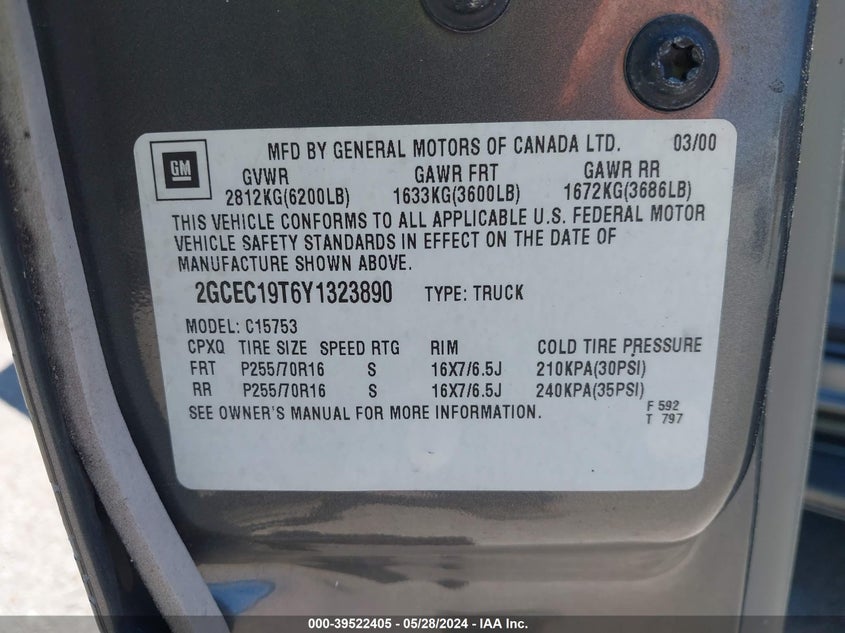 MFD BY GENERAL MOTORS OF CANADA LTD. 03/00
GM
GVWR GAWR FRT GAWR RR
2812KG(6200LB) 1633KG(3600LB) 1672KG(3686LB)
THIS VEHICLE CONFORMS TO ALL APPLICABLE U.S. FEDERAL MOTOR
VEHICLE SAFETY STANDARDS IN EFFECT ON THE DATE OF
MANUFACTURE SHOWN ABOVE.
2GCEC19T6Y1323890 TYPE: TRUCK
MODEL: C15753
CPXQ TIRE SIZE SPEED RTG RIM COLD TIRE PRESSURE
FRT P255/70R16 S 16X7/6.5J 210KPA(30PSI)
RR P255/70R16 S 16X7/6.5J 240KPA(35PSI)
SEE OWNER'S MANUAL FOR MORE INFORMATION. F 592
T 797
000-39522405 - 05/28/2024 - IAA Inc.